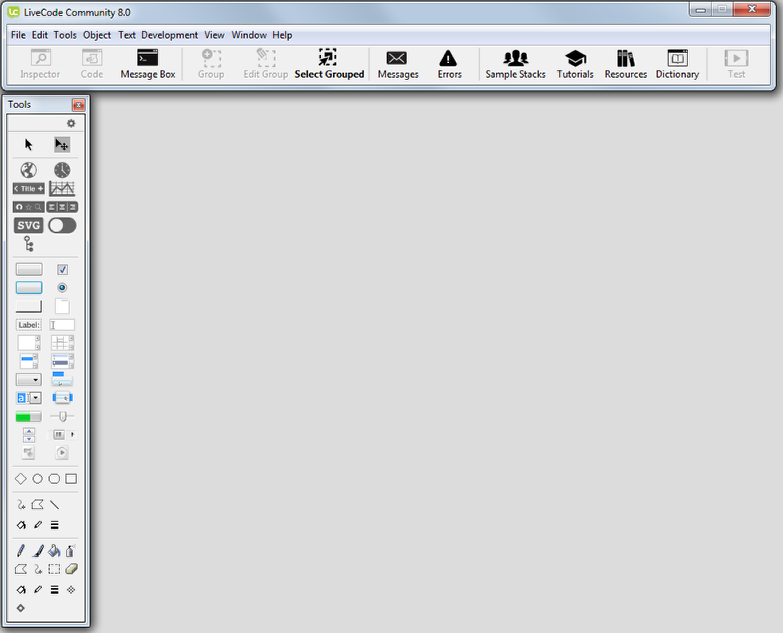 LiveCode Community 8.0
File Edit Tools Object Text Development View Window Help
Inspector Code Message Box Group Edit Group Select Grouped Messages Errors Sample Stacks Tutorials Resources Dictionary Test
Tools
< Title +
SVG
Label:
a